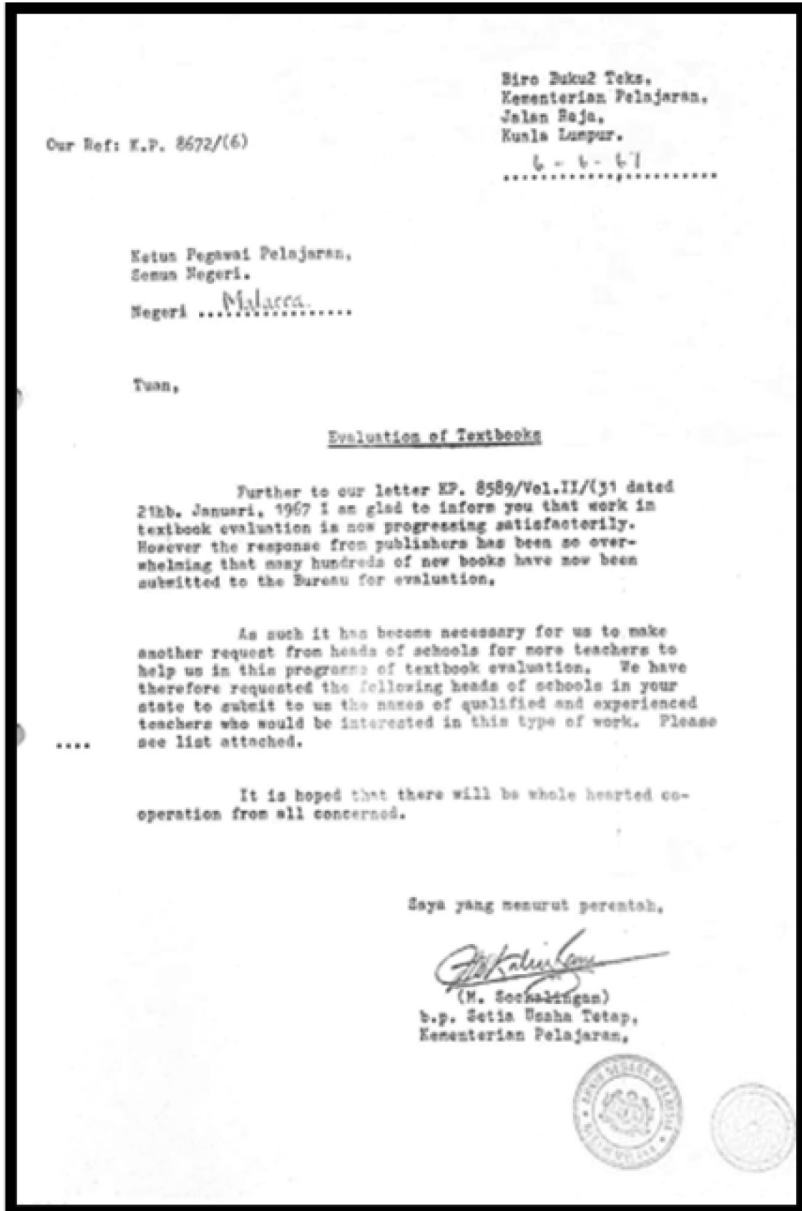 Biro Buku2 Teks,
Kementerian Pelajaran,
Jalan Raja,
Kuala Lumpur.
Our Ref: K.P. 8672/(6)
6 - 6 - 67
Ketua Pegawai Pelajaran,
Semua Negeri.
Negeri Malacca.
Tuan,
Evaluation of Textbooks
Further to our letter KP. 8589/Vol.II/(31 dated
21hb. Januari, 1967 I am glad to inform you that work in
textbook evaluation is now progressing satisfactorily.
However the response from publishers has been so over-
whelming that many hundreds of new books have now been
submitted to the Bureau for evaluation.
As such it has become necessary for us to make
another request from heads of schools for more teachers to
help us in this programme of textbook evaluation. We have
therefore requested the following heads of schools in your
state to submit to us the names of qualified and experienced
teachers who would be interested in this type of work. Please
.... see list attached.
It is hoped that there will be whole hearted co-
operation from all concerned.
Saya yang menurut perentah,
(M. Sockalingam)
b.p. Setia Usaha Tetap,
Kementerian Pelajaran,
ARKIB NEGARA MALAYSIA